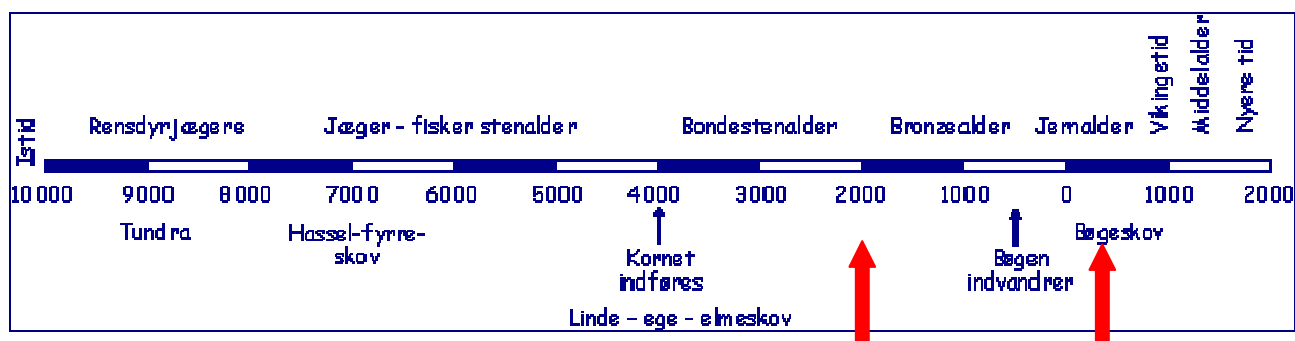 Istid
Rensdyrjægere
Jæger - fisker stenalder
Bondestenalder
Bronzealder
Jernalder
Vikingetid
Middelalder
Nyere tid
10 000 9000 8000 7000 6000 5000 4000 3000 2000 1000 0 1000 2000
Tundra
Hassel-fyrre-
skov
Kornet
indføres
Bøgen
indvandrer
Bøgeskov
Linde - ege - elmeskov